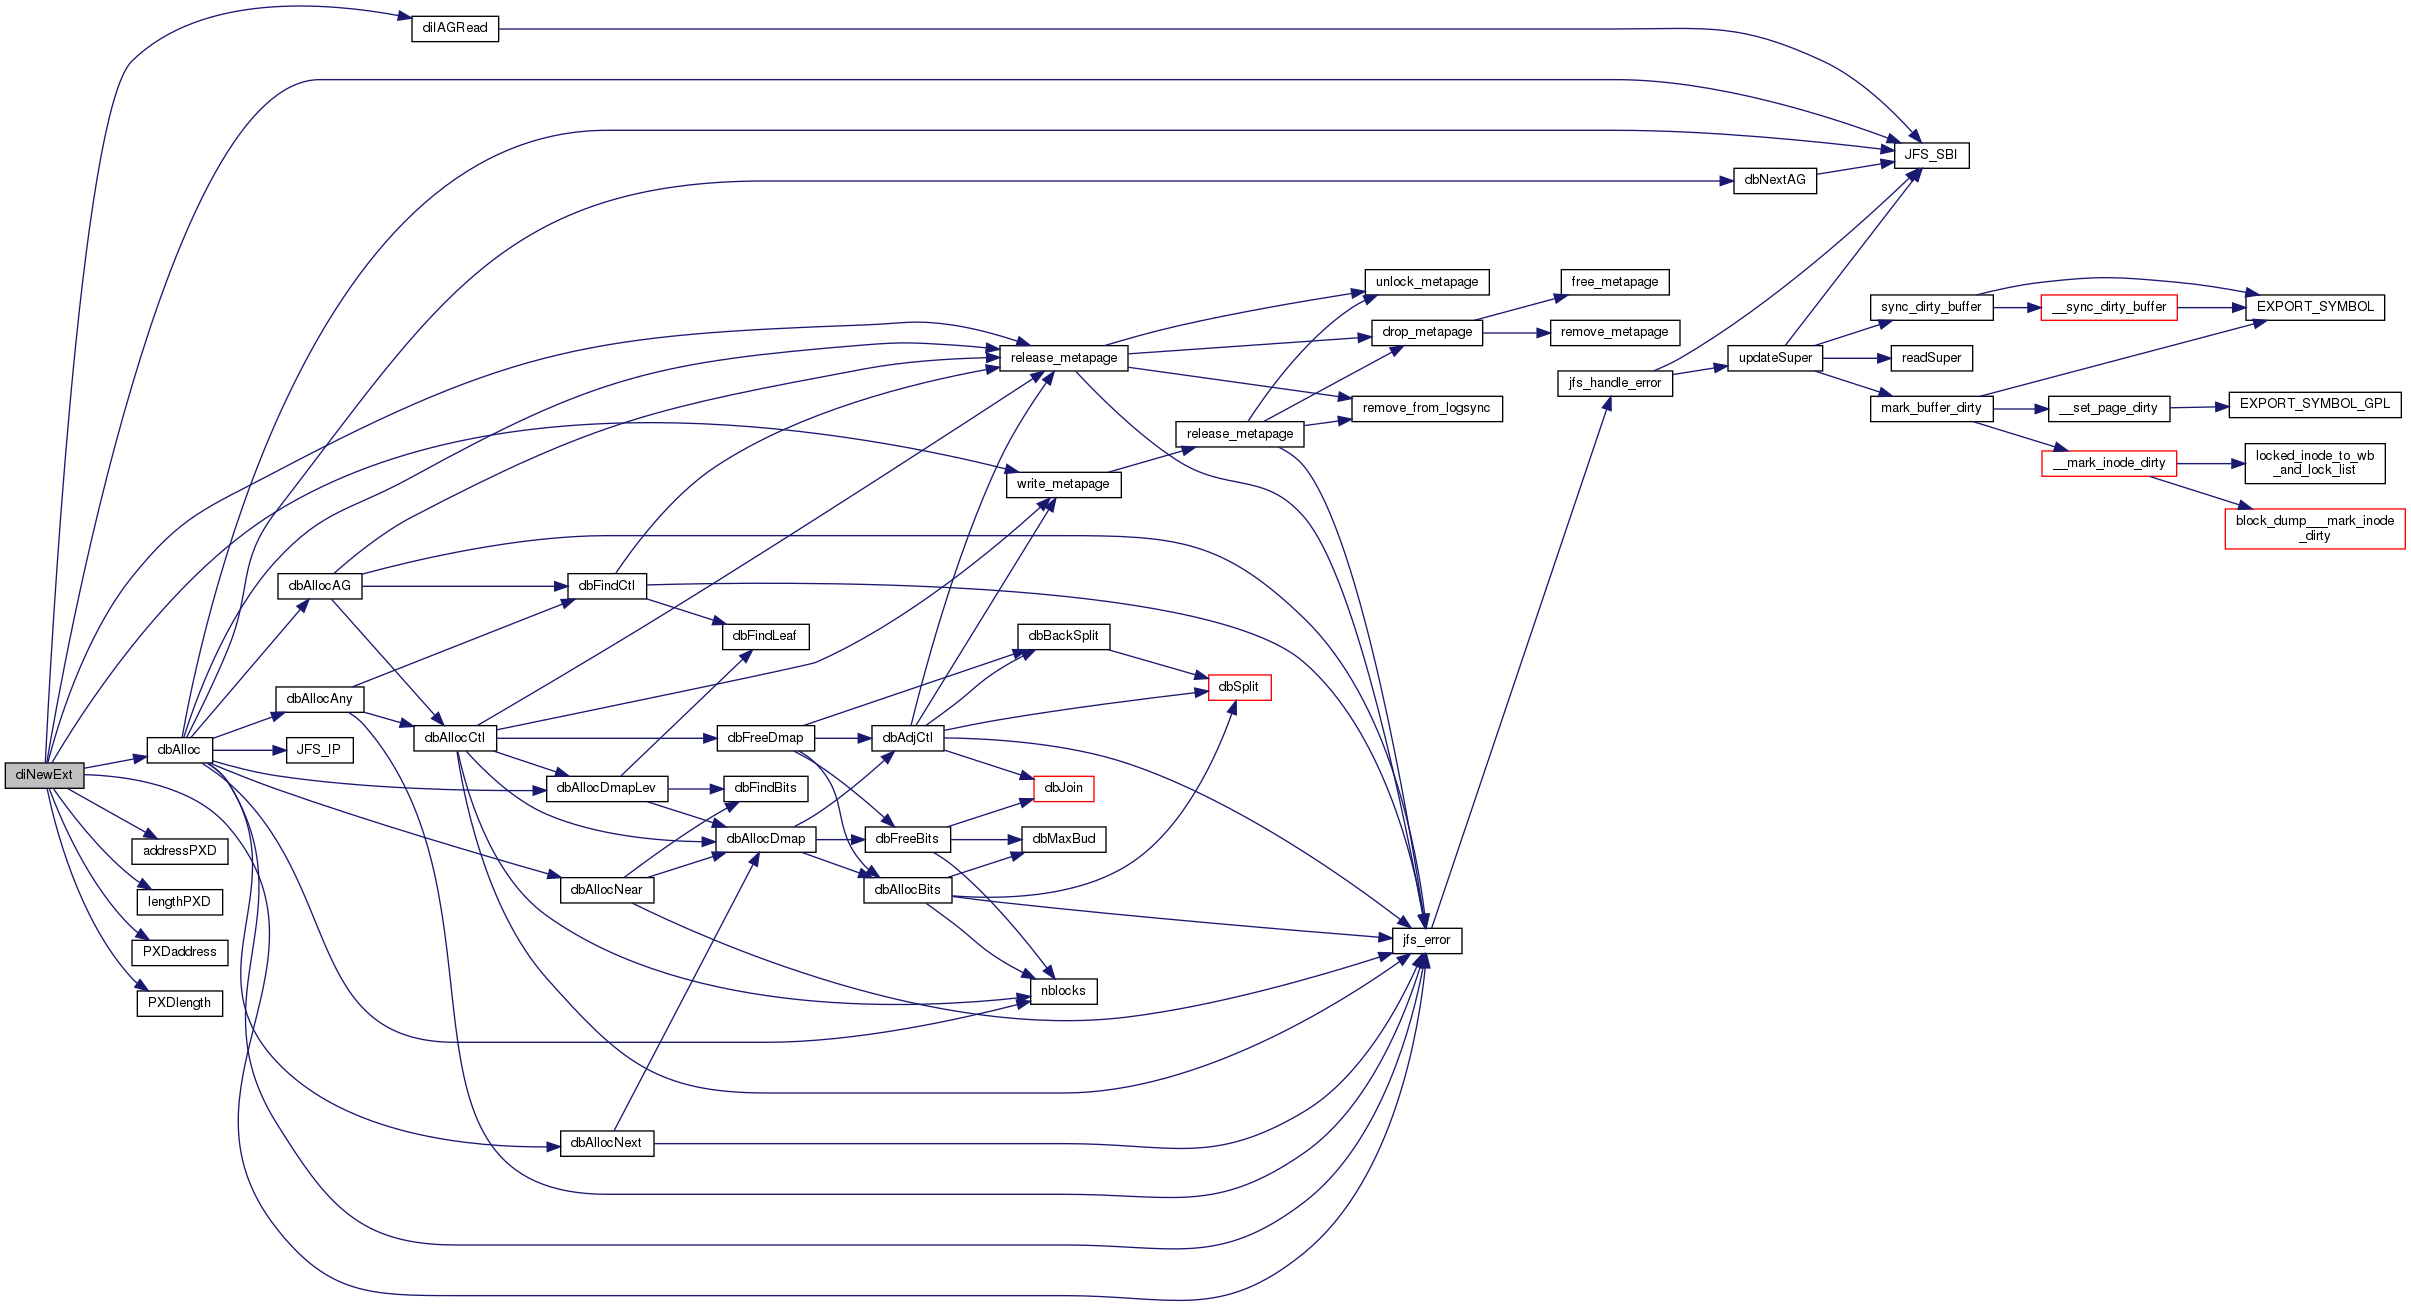 diIAGRead
JFS_SBI
dbNextAG
unlock_metapage
free_metapage
sync_dirty_buffer
__sync_dirty_buffer
EXPORT_SYMBOL
drop_metapage
remove_metapage
release_metapage
updateSuper
readSuper
jfs_handle_error
remove_from_logsync
mark_buffer_dirty
__set_page_dirty
EXPORT_SYMBOL_GPL
release_metapage
write_metapage
__mark_inode_dirty
locked_inode_to_wb
_and_lock_list
block_dump___mark_inode
_dirty
dbAllocAG
dbFindCtl
dbFindLeaf
dbBackSplit
dbSplit
dbAllocAny
dbAllocCtl
dbFreeDmap
dbAdjCtl
dbAlloc
JFS_IP
diNewExt
dbAllocDmapLev
dbFindBits
dbJoin
addressPXD
dbAllocDmap
dbFreeBits
dbMaxBud
lengthPXD
dbAllocNear
dbAllocBits
PXDaddress
jfs_error
PXDlength
nblocks
dbAllocNext